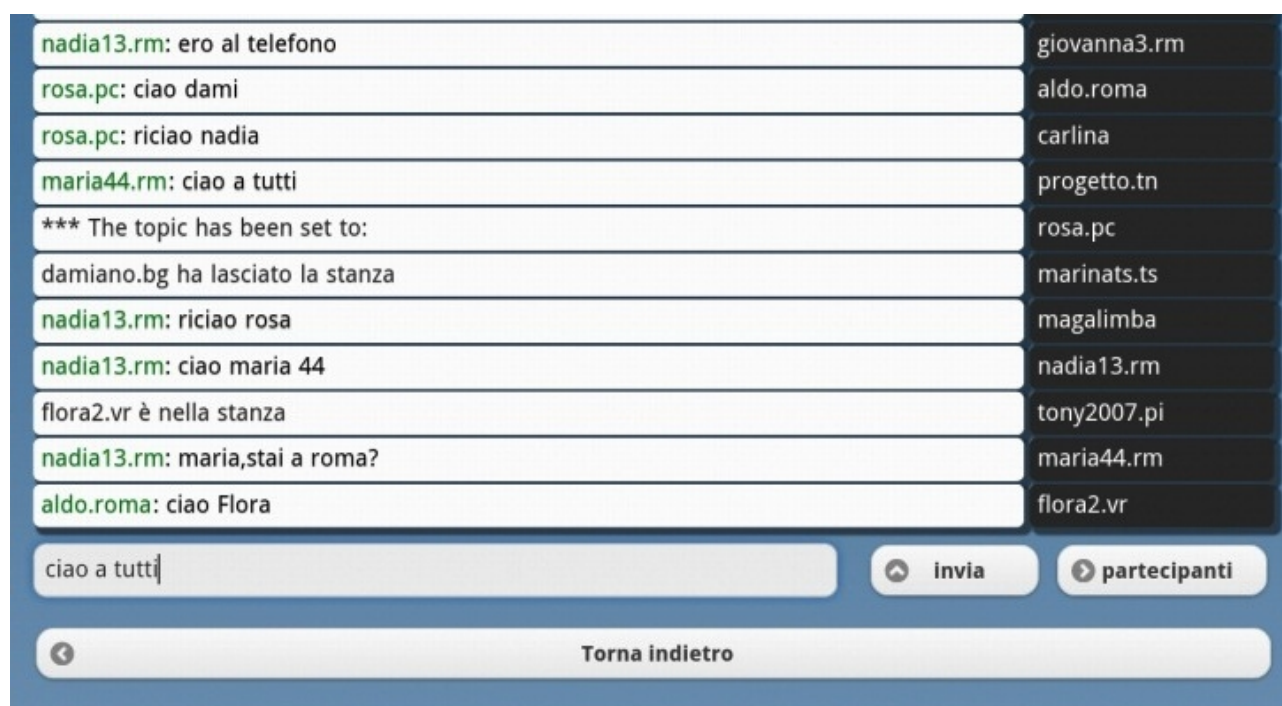 nadia13.rm: ero al telefono
giovanna3.rm
rosa.pc: ciao dami
aldo.roma
rosa.pc: riciao nadia
carlina
maria44.rm: ciao a tutti
progetto.tn
*** The topic has been set to:
rosa.pc
damiano.bg ha lasciato la stanza
marinats.ts
nadia13.rm: riciao rosa
magalimba
nadia13.rm: ciao maria 44
nadia13.rm
flora2.vr è nella stanza
tony2007.pi
nadia13.rm: maria,stai a roma?
maria44.rm
aldo.roma: ciao Flora
flora2.vr
ciao a tutti
invia
partecipanti
Torna indietro